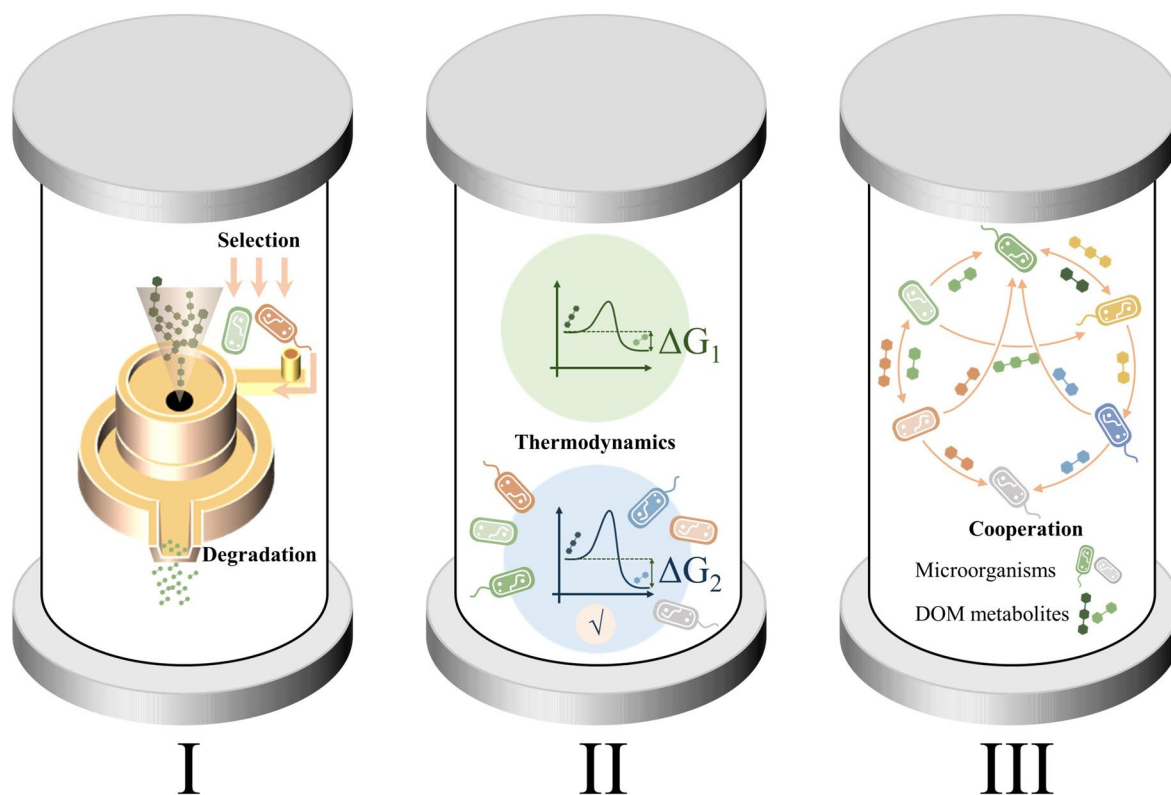 Selection
Degradation
I
ΔG₁
Thermodynamics
ΔG₂
√
II
Cooperation
Microorganisms
DOM metabolites
III